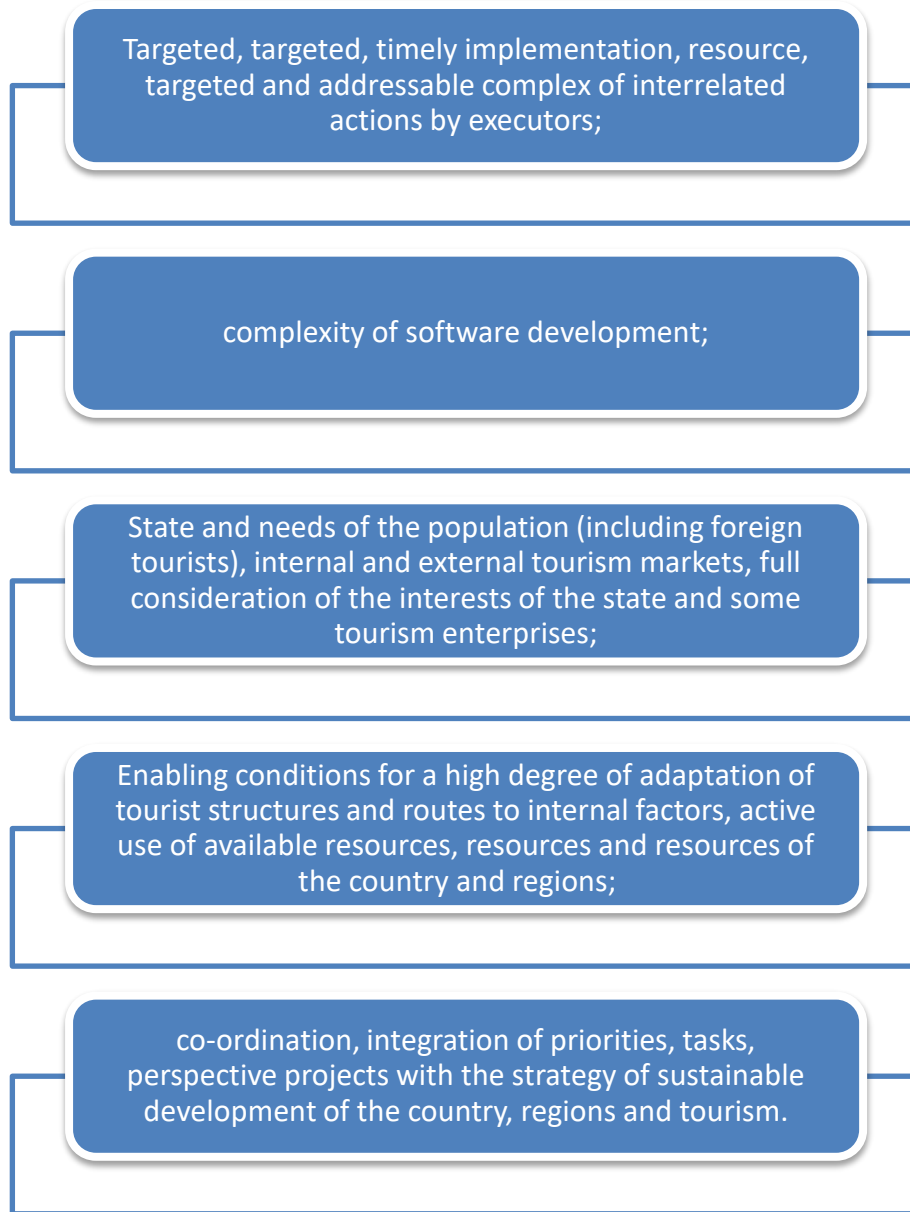 Targeted, targeted, timely implementation, resource,
targeted and addressable complex of interrelated
actions by executors;
complexity of software development;
State and needs of the population (including foreign
tourists), internal and external tourism markets, full
consideration of the interests of the state and some
tourism enterprises;
Enabling conditions for a high degree of adaptation of
tourist structures and routes to internal factors, active
use of available resources, resources and resources of
the country and regions;
co-ordination, integration of priorities, tasks,
perspective projects with the strategy of sustainable
development of the country, regions and tourism.